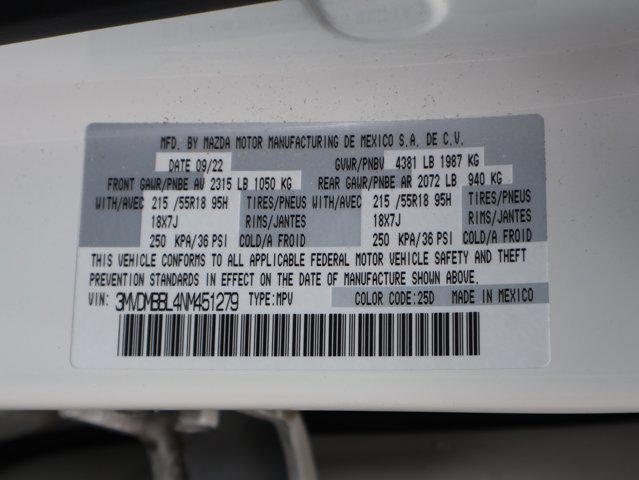 MFD. BY MAZDA MOTOR MANUFACTURING DE MEXICO S.A. DE C.V.
DATE 09/22 GVWR/PNBV 4381 LB 1987 KG
FRONT GAWR/PNBE AV 2315 LB 1050 KG REAR GAWR/PNBE AR 2072 LB 940 KG
WITH/AVEC 215 /55R18 95H TIRES/PNEUS WITH/AVEC 215 /55R18 95H TIRES/PNEUS
18X7J RIMS/JANTES 18X7J RIMS/JANTES
250 KPA/36 PSI COLD/A FROID 250 KPA/36 PSI COLD/A FROID
THIS VEHICLE CONFORMS TO ALL APPLICABLE FEDERAL MOTOR VEHICLE SAFETY AND THEFT
PREVENTION STANDARDS IN EFFECT ON THE DATE OF MANUFACTURE SHOWN ABOVE.
VIN: 3MVDMBBL4NM451279 TYPE:MPV COLOR CODE:25D MADE IN MEXICO